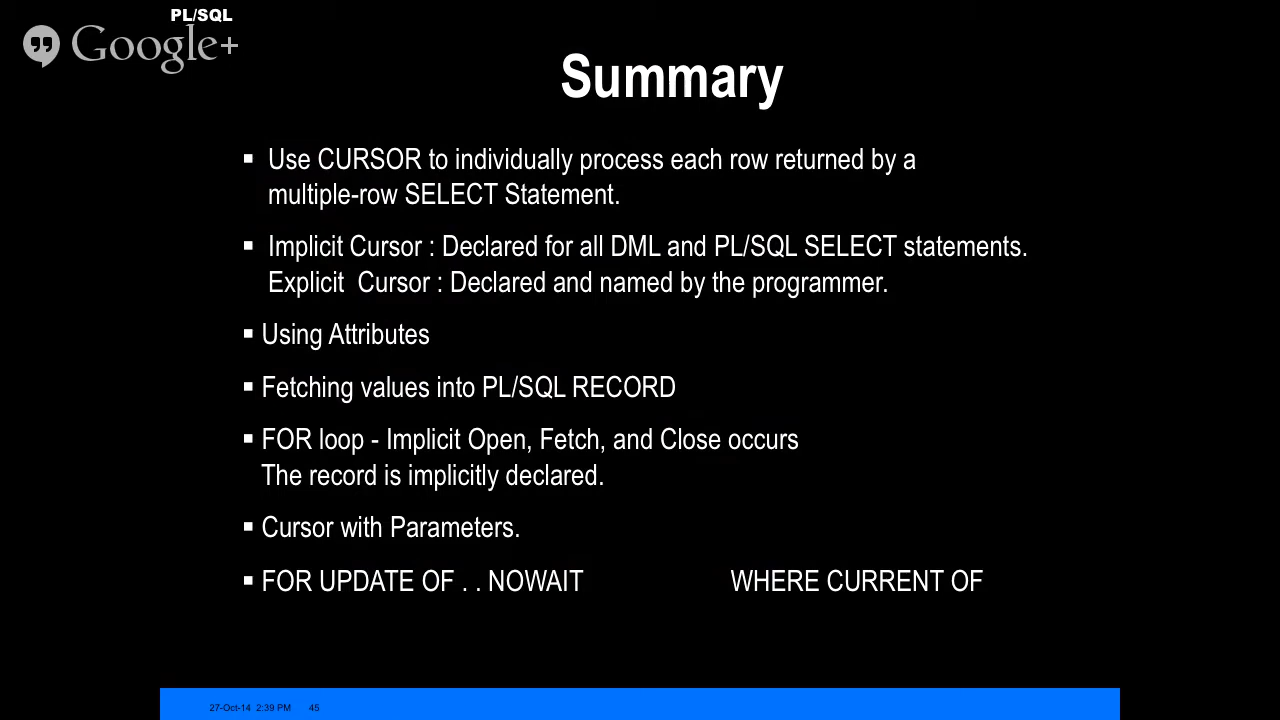 PL/SQL
Google+
Summary
▪ Use CURSOR to individually process each row returned by a
multiple-row SELECT Statement.
▪ Implicit Cursor : Declared for all DML and PL/SQL SELECT statements.
Explicit  Cursor : Declared and named by the programmer.
▪ Using Attributes
▪ Fetching values into PL/SQL RECORD
▪ FOR loop - Implicit Open, Fetch, and Close occurs
The record is implicitly declared.
▪ Cursor with Parameters.
▪ FOR UPDATE OF . . NOWAIT WHERE CURRENT OF
27-Oct-14 2:39 PM 45